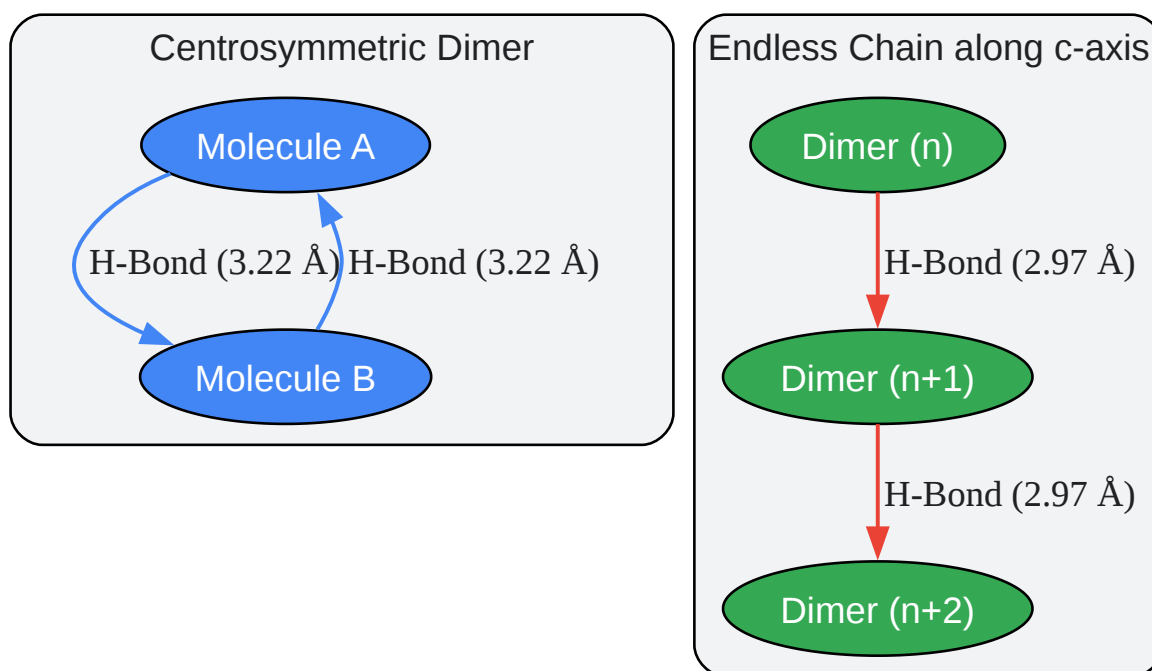 Centrosymmetric Dimer
Molecule A
H-Bond (3.22 Å)
H-Bond (3.22 Å)
Molecule B
Endless Chain along c-axis
Dimer (n)
H-Bond (2.97 Å)
Dimer (n+1)
H-Bond (2.97 Å)
Dimer (n+2)